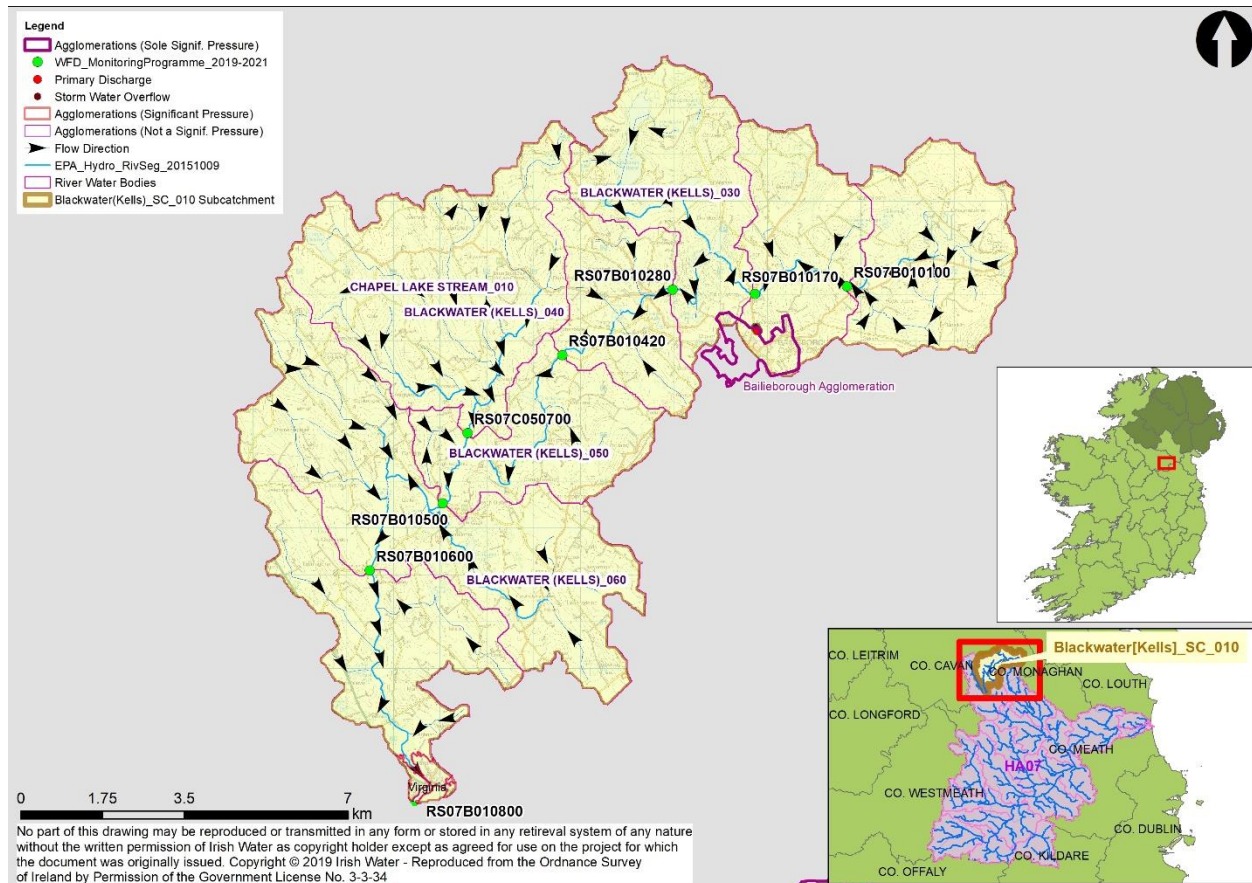 Legend
Agglomerations (Sole Signif. Pressure)
WFD_MonitoringProgramme_2019-2021
Primary Discharge
Storm Water Overflow
Agglomerations (Significant Pressure)
Agglomerations (Not a Signif. Pressure)
Flow Direction
EPA_Hydro_RivSeg_20151009
River Water Bodies
Blackwater(Kells)_SC_010 Subcatchment
BLACKWATER (KELLS)_030
RS07B010280
RS07B010170
RS07B010100
CHAPEL LAKE STREAM_010
BLACKWATER (KELLS)_040
RS07B010420
Bailieborough Agglomeration
RS07C050700
BLACKWATER (KELLS)_050
RS07B010500
RS07B010600
BLACKWATER (KELLS)_060
Virginia
RS07B010800
0 1.75 3.5 7
km
No part of this drawing may be reproduced or transmitted in any form or stored in any retireval system of any nature
without the written permission of Irish Water as copyright holder except as agreed for use on the project for which
the document was originally issued. Copyright © 2019 Irish Water - Reproduced from the Ordnance Survey
of Ireland by Permission of the Government License No. 3-3-34
Blackwater[Kells]_SC_010
CO. LEITRIM
CO. CAVAN
CO. MONAGHAN
CO. LOUTH
CO. LONGFORD
CO. MEATH
HA07
CO. WESTMEATH
CO. DUBLIN
CO. KILDARE
CO. OFFALY